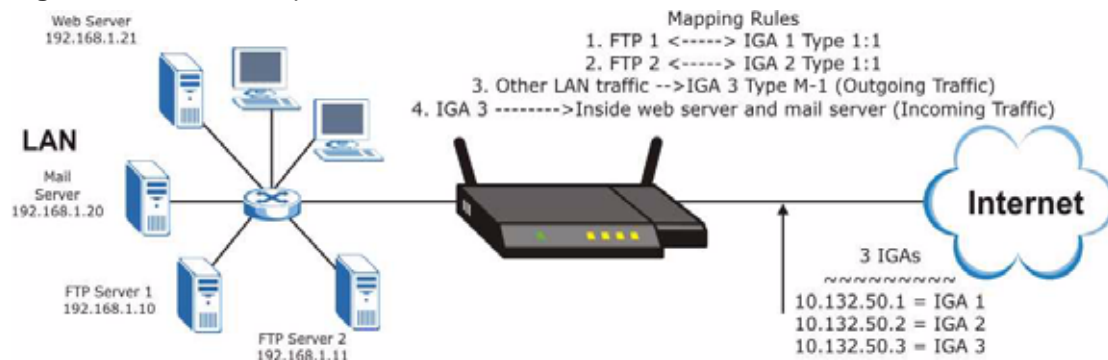 Web Server
192.168.1.21
LAN
Mail
Server
192.168.1.20
FTP Server 1
192.168.1.10
FTP Server 2
192.168.1.11
Mapping Rules
1. FTP 1 <-----> IGA 1 Type 1:1
2. FTP 2 <-----> IGA 2 Type 1:1
3. Other LAN traffic -->IGA 3 Type M-1 (Outgoing Traffic)
4. IGA 3 -------->Inside web server and mail server (Incoming Traffic)
Internet
3 IGAs
~~~~~~~~~
10.132.50.1 = IGA 1
10.132.50.2 = IGA 2
10.132.50.3 = IGA 3